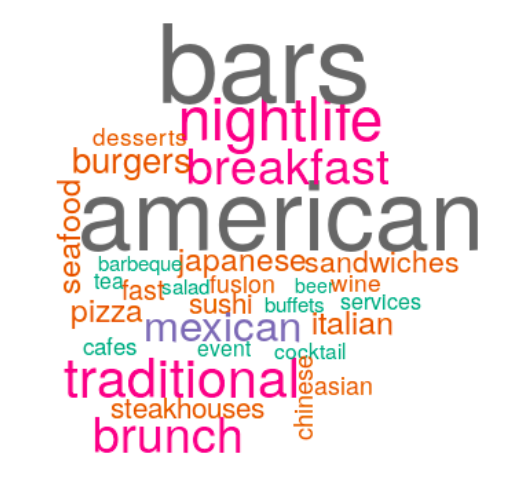 bars
nightlife
desserts
burgers
breakfast
seafood
american
barbeque
japanese
sandwiches
tea
fast
salad
fusion
beer
wine
pizza
sushi
buffets
services
mexican
italian
cafes
event
cocktail
traditional
chinese
asian
steakhouses
brunch